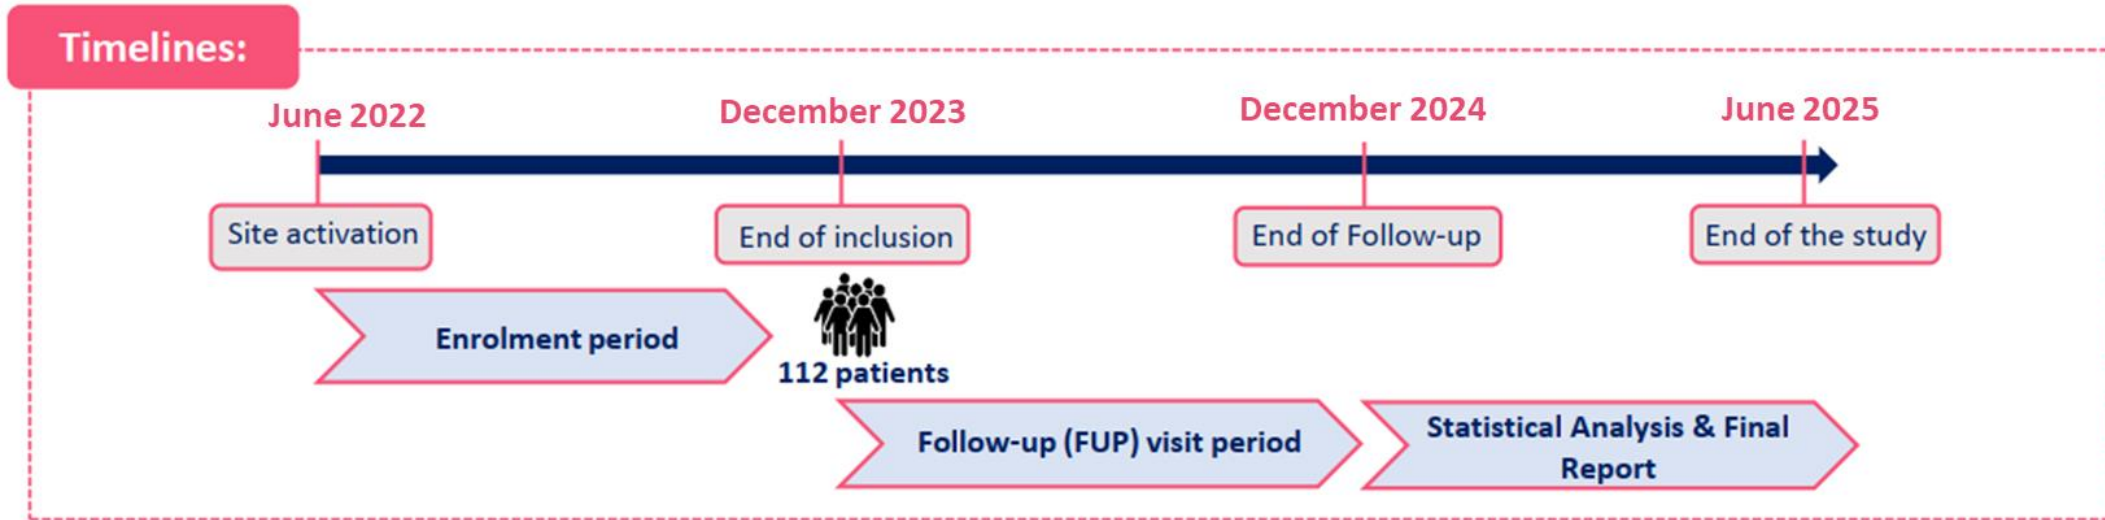 Timelines:
June 2022
December 2023
December 2024
June 2025
Site activation
End of inclusion
End of Follow-up
End of the study
Enrolment period
112 patients
Follow-up (FUP) visit period
Statistical Analysis & Final
Report